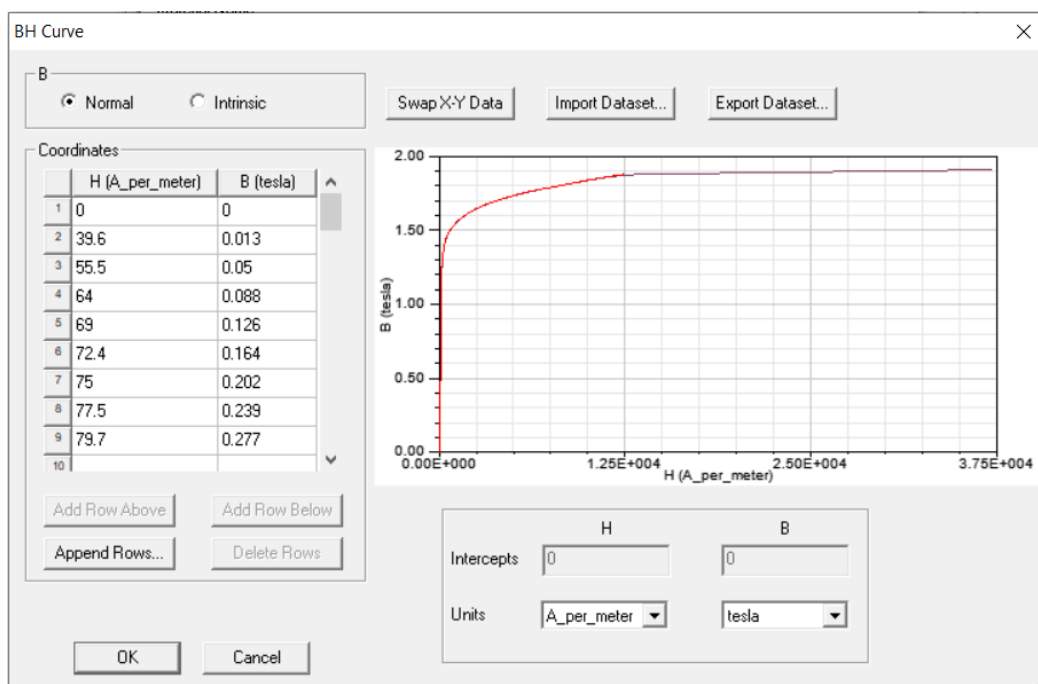 BH Curve
B
Normal
Intrinsic
Swap X-Y Data
Import Dataset...
Export Dataset...
Coordinates
H (A_per_meter) B (tesla)
1 0 0
2 39.6 0.013
3 55.5 0.05
4 64 0.088
5 69 0.126
6 72.4 0.164
7 75 0.202
8 77.5 0.239
9 79.7 0.277
10
Add Row Above
Add Row Below
Append Rows...
Delete Rows
2.00
1.50
1.00
0.50
0.00
B (tesla)
0.00E+000 1.25E+004 2.50E+004 3.75E+004
H (A_per_meter)
H B
Intercepts 0 0
Units A_per_meter tesla
OK
Cancel